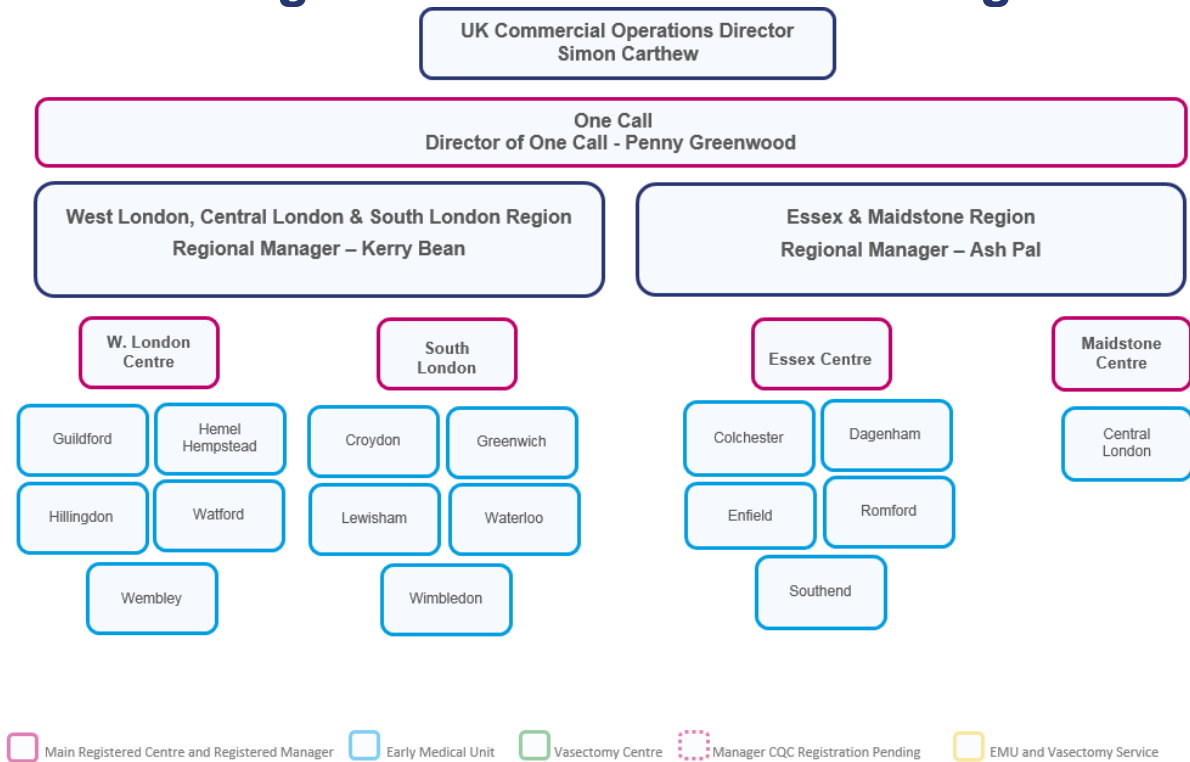 UK Commercial Operations Director
Simon Carthew
One Call
Director of One Call - Penny Greenwood
West London, Central London & South London Region
Regional Manager – Kerry Bean
Essex & Maidstone Region
Regional Manager – Ash Pal
W. London
Centre
South
London
Essex Centre
Maidstone
Centre
Guildford
Hemel
Hempstead
Croydon
Greenwich
Colchester
Dagenham
Central
London
Hillingdon
Watford
Lewisham
Waterloo
Enfield
Romford
Wembley
Wimbledon
Southend
Main Registered Centre and Registered Manager
Early Medical Unit
Vasectomy Centre
Manager CQC Registration Pending
EMU and Vasectomy Service